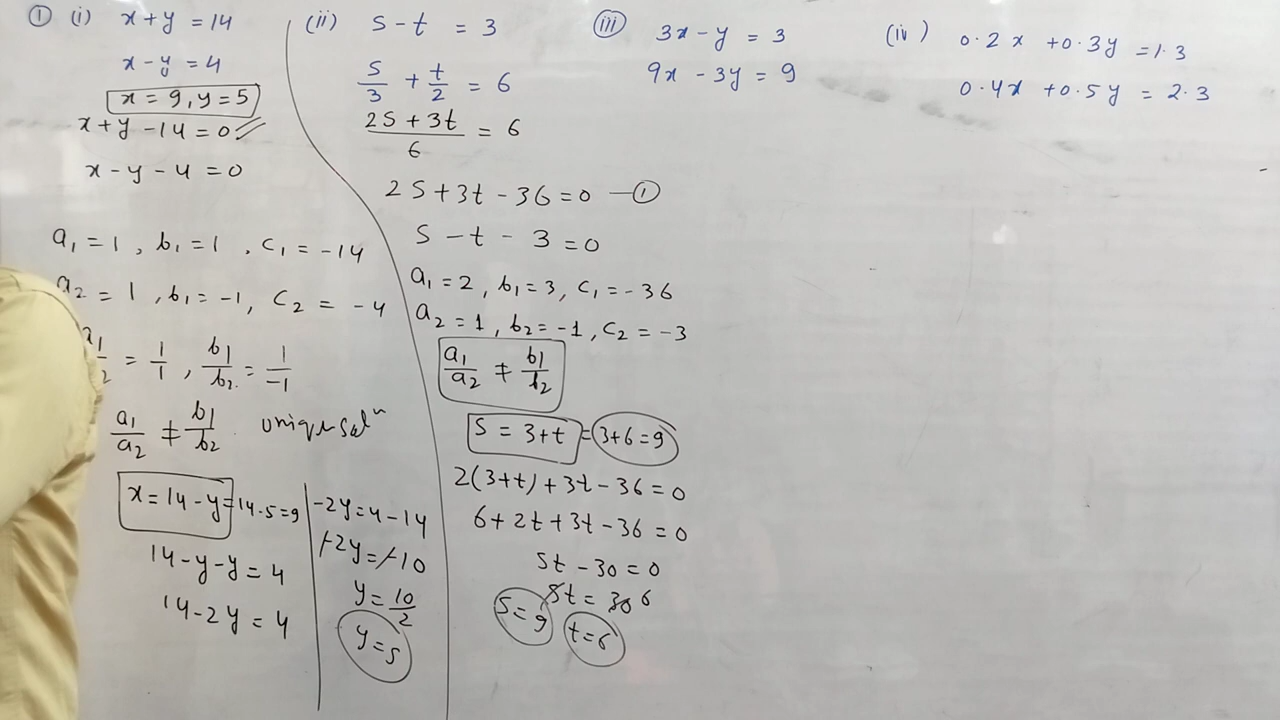 ① (i) x + y = 14
x - y = 4
x = 9, y = 5
x + y - 14 = 0
x - y - 4 = 0
a₁ = 1, b₁ = 1, c₁ = -14
a₂ = 1, b₁ = -1, c₂ = -4
a₁/₂ = 1/1, b₁/b₂ = 1/-1
a₁/a₂ ≠ b₁/b₂ unique solⁿ
x = 14 - y = 14 - 5 = 9
14 - y - y = 4
14 - 2y = 4
-2y = 4 - 14
-2y = -10
y = 10/2
y = 5
(ii) s - t = 3
s/3 + t/2 = 6
2s + 3t/6 = 6
2s + 3t - 36 = 0 — ①
s - t - 3 = 0
a₁ = 2, b₁ = 3, c₁ = -36
a₂ = 1, b₂ = -1, c₂ = -3
a₁/a₂ ≠ b₁/b₂
s = 3 + t = 3 + 6 = 9
2(3+t) + 3t - 36 = 0
6 + 2t + 3t - 36 = 0
5t - 30 = 0
5t = 30 6
s = 9 t = 6
(iii) 3x - y = 3
9x - 3y = 9
(iv) 0.2x + 0.3y = 1.3
0.4x + 0.5y = 2.3